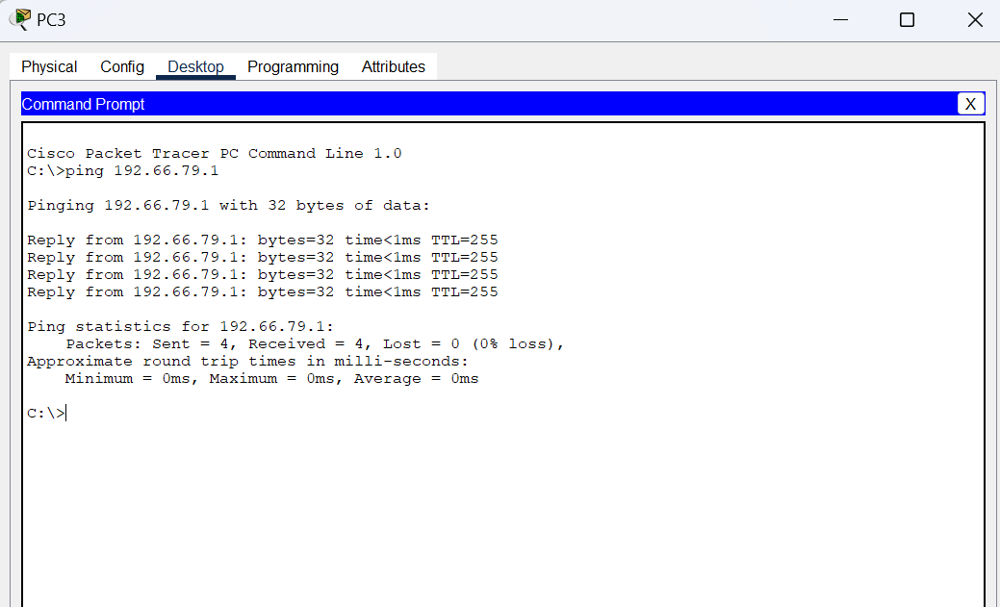 PC3
Physical Config Desktop Programming Attributes
Command Prompt X
Cisco Packet Tracer PC Command Line 1.0
C:\>ping 192.66.79.1
Pinging 192.66.79.1 with 32 bytes of data:
Reply from 192.66.79.1: bytes=32 time<1ms TTL=255
Reply from 192.66.79.1: bytes=32 time<1ms TTL=255
Reply from 192.66.79.1: bytes=32 time<1ms TTL=255
Reply from 192.66.79.1: bytes=32 time<1ms TTL=255
Ping statistics for 192.66.79.1:
Packets: Sent = 4, Received = 4, Lost = 0 (0% loss),
Approximate round trip times in milli-seconds:
Minimum = 0ms, Maximum = 0ms, Average = 0ms
C:\>